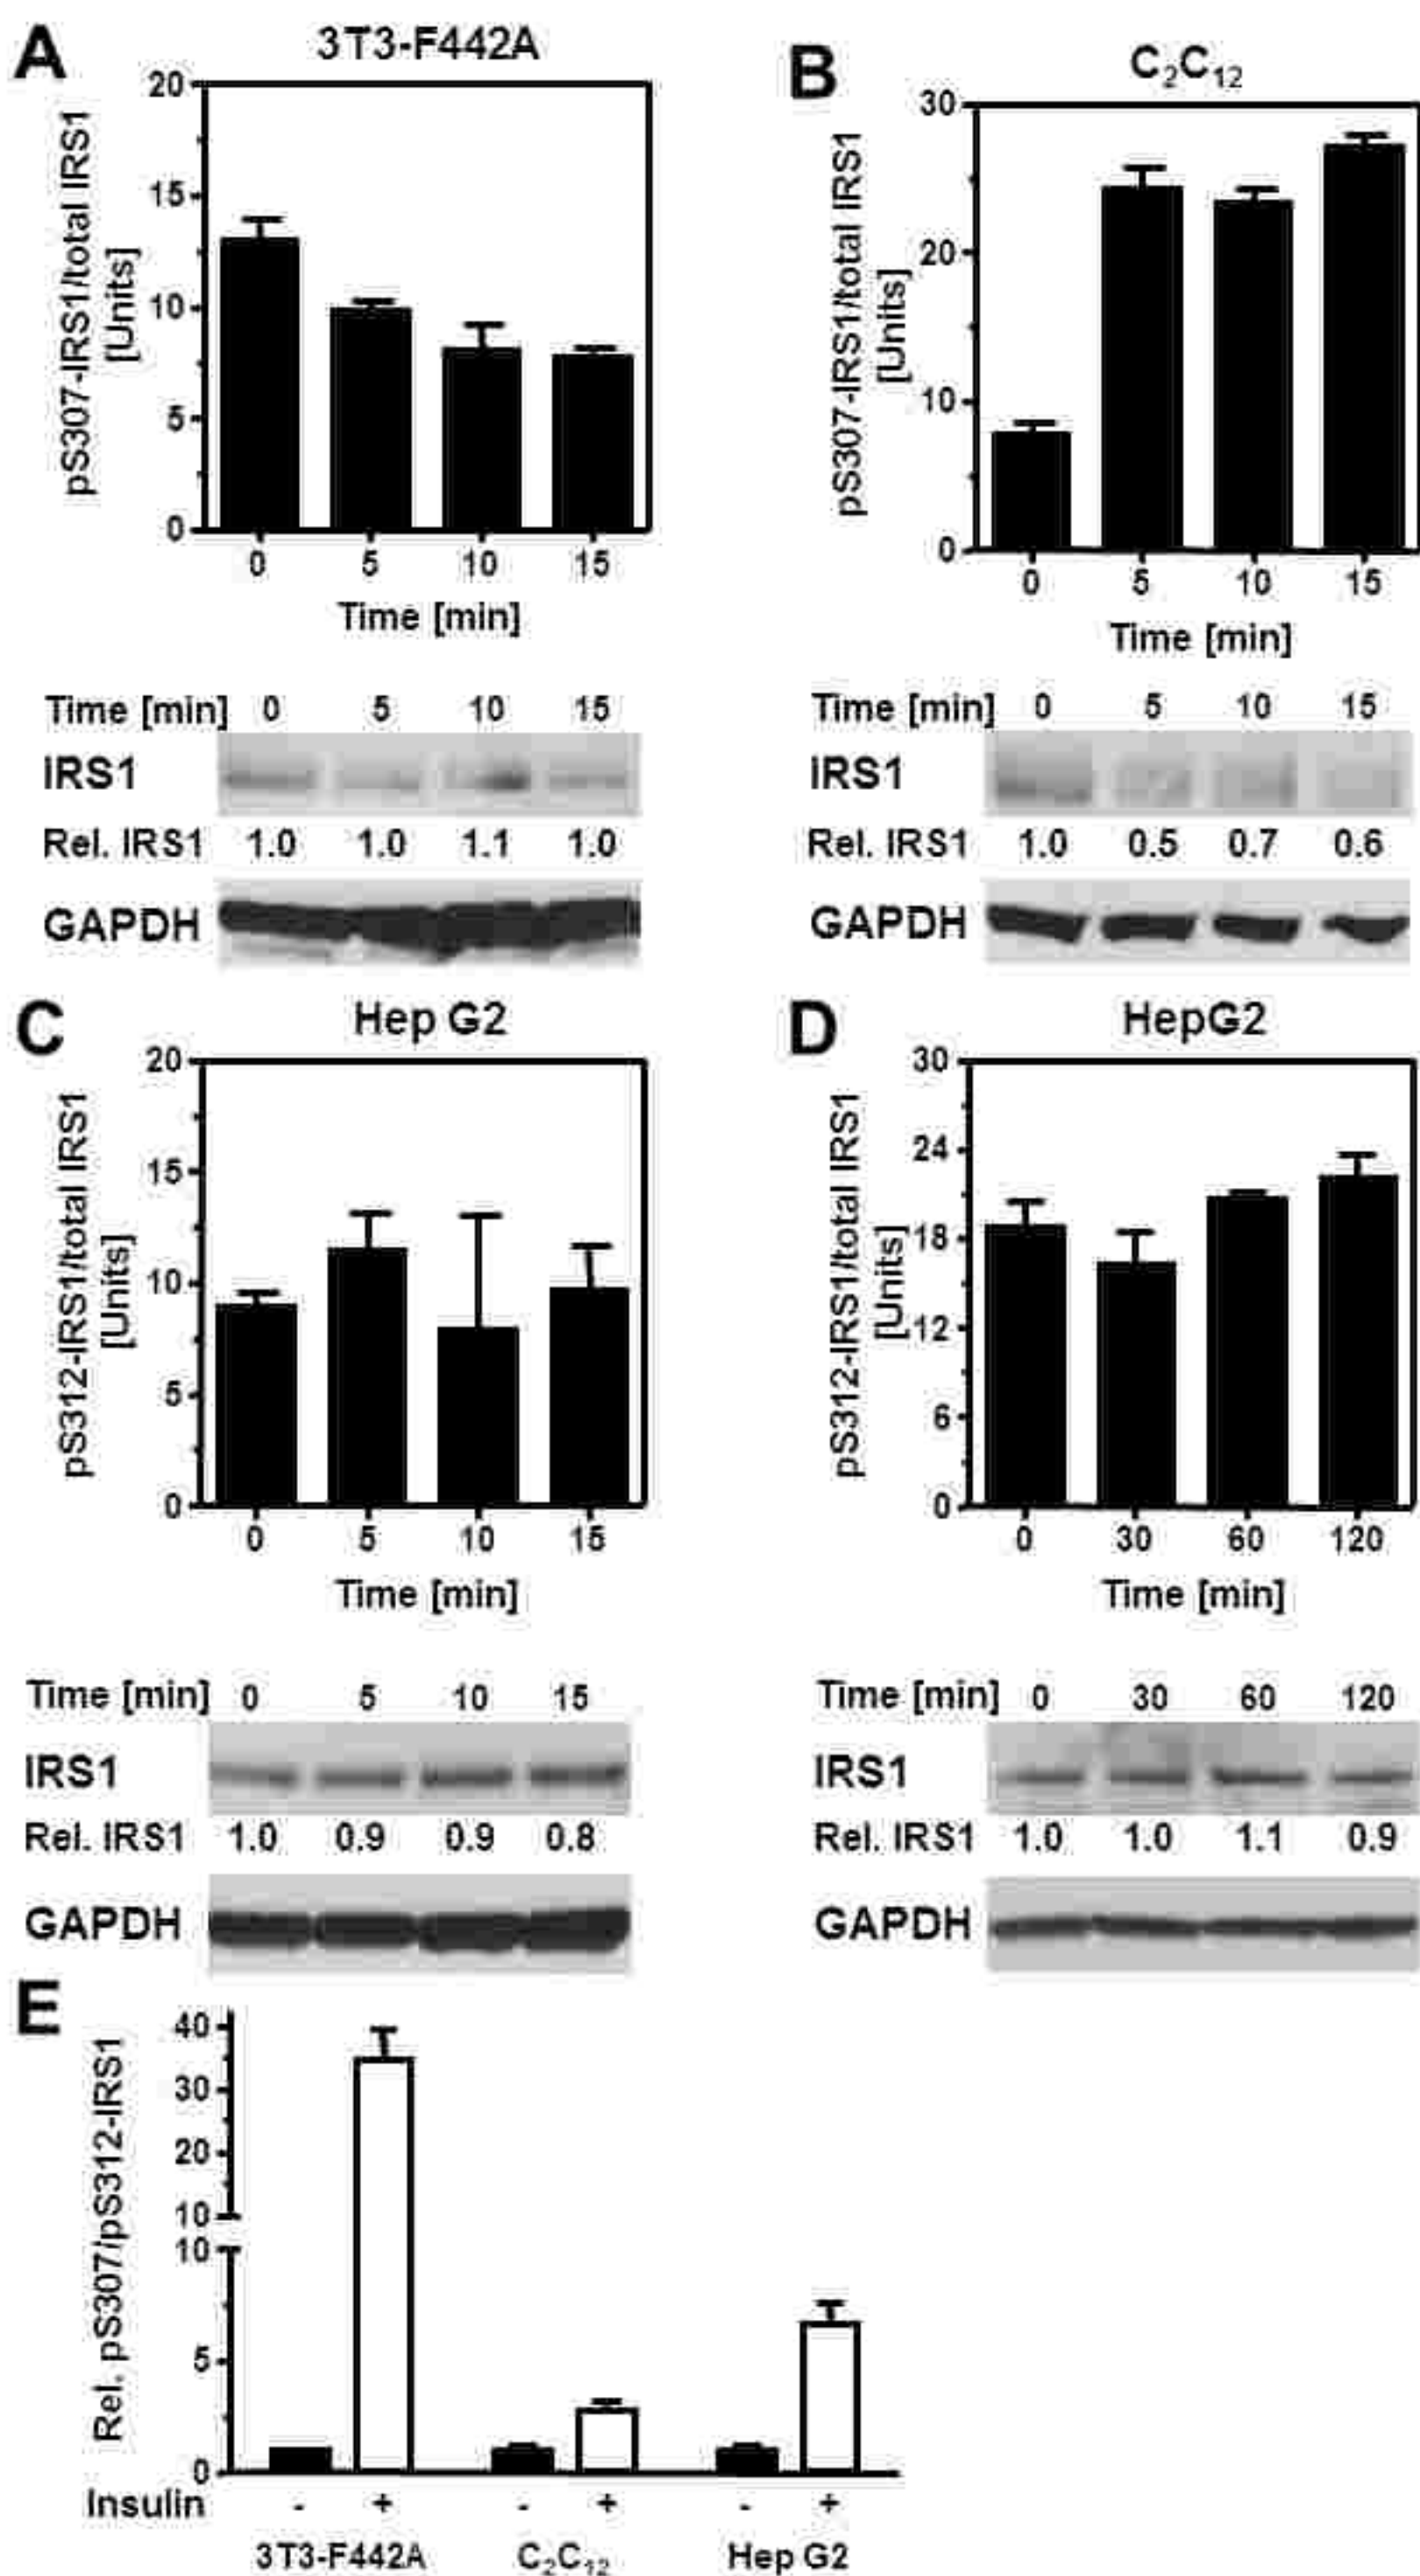 A
3T3-F442A
pS307-IRS1/total IRS1
[Units]
20
15
10
5
0
0 5 10 15
Time [min]
Time [min] 0 5 10 15
IRS1
Rel. IRS1 1.0 1.0 1.1 1.0
GAPDH
B
C₂C₁₂
pS307-IRS1/total IRS1
[Units]
30
20
10
0
0 5 10 15
Time [min]
Time [min] 0 5 10 15
IRS1
Rel. IRS1 1.0 0.5 0.7 0.6
GAPDH
C
Hep G2
pS312-IRS1/total IRS1
[Units]
20
15
10
5
0
0 5 10 15
Time [min]
Time [min] 0 5 10 15
IRS1
Rel. IRS1 1.0 0.9 0.9 0.8
GAPDH
D
HepG2
pS312-IRS1/total IRS1
[Units]
30
24
18
12
6
0
0 30 60 120
Time [min]
Time [min] 0 30 60 120
IRS1
Rel. IRS1 1.0 1.0 1.1 0.9
GAPDH
E
Rel. pS307/pS312-IRS1
40
30
20
10
10
5
0
Insulin - + - + - +
3T3-F442A C₂C₁₂ Hep G2